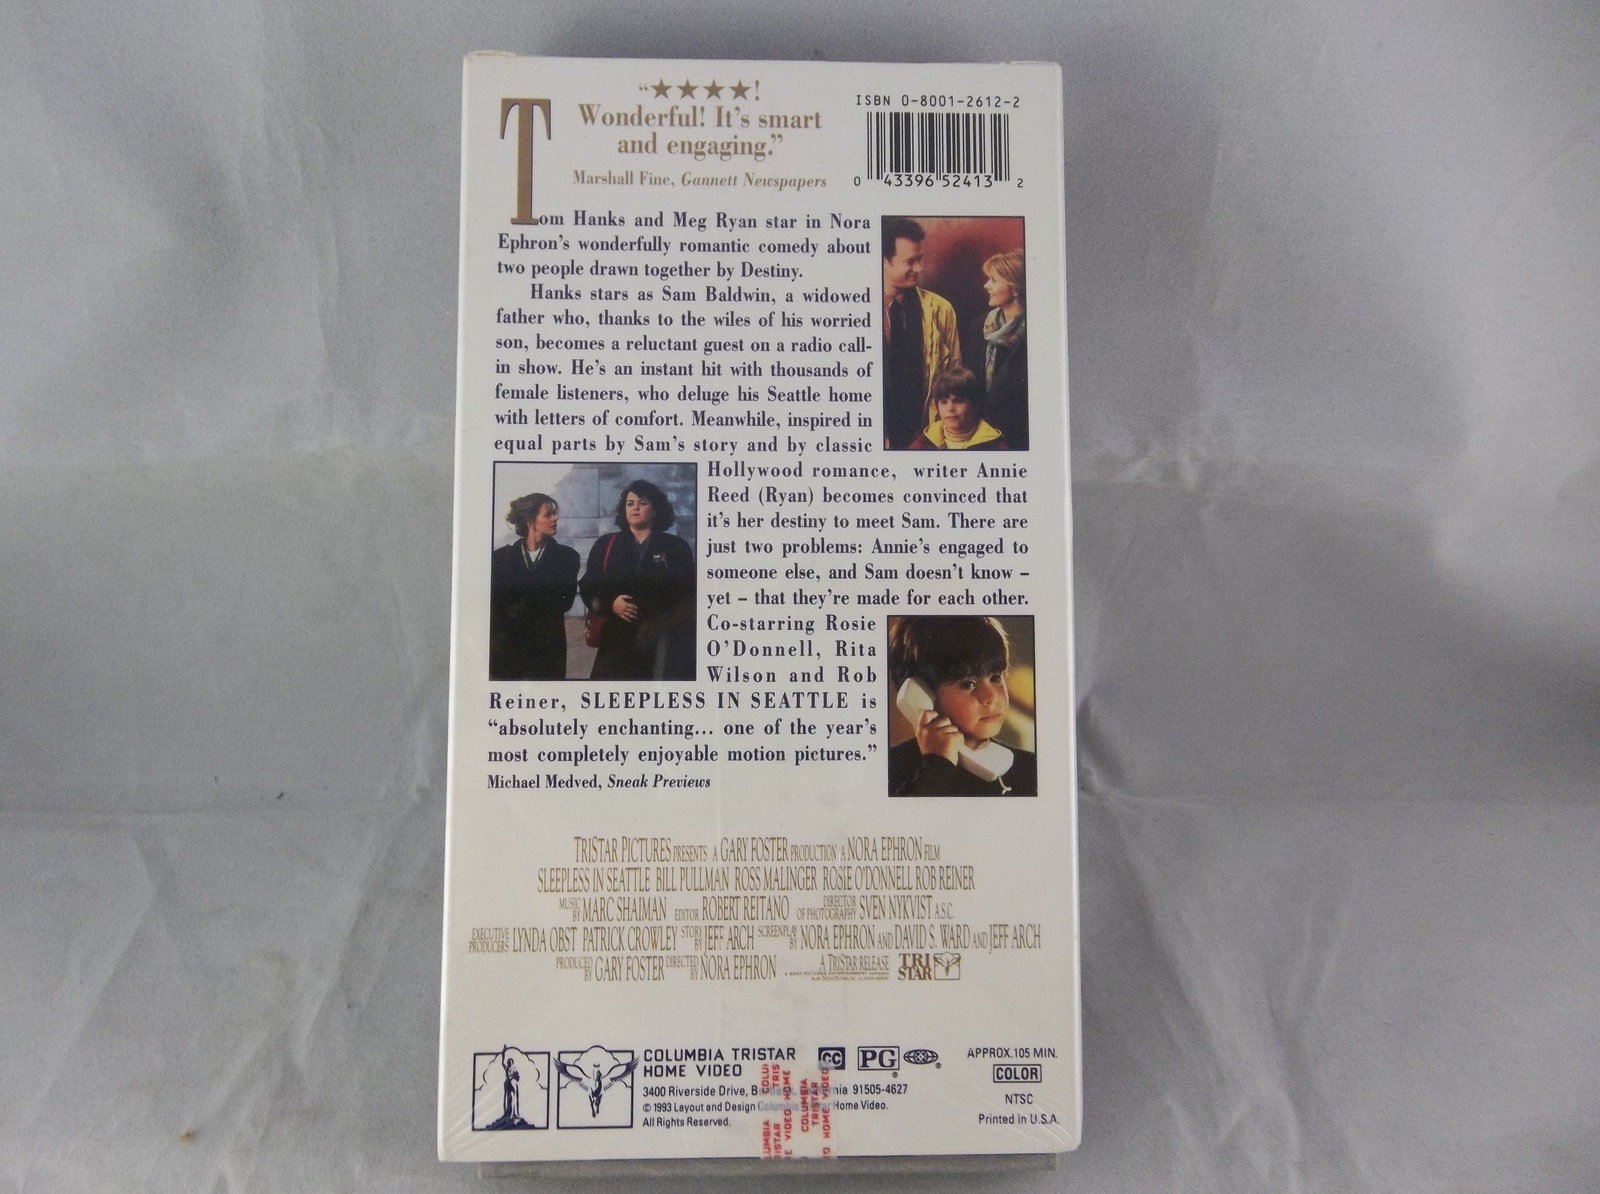 "★★★★!
Wonderful! It's smart
and engaging."
Marshall Fine, Gannett Newspapers
ISBN 0-8001-2612-2
0 43396 52413 2
Tom Hanks and Meg Ryan star in Nora
Ephron's wonderfully romantic comedy about
two people drawn together by Destiny.
Hanks stars as Sam Baldwin, a widowed
father who, thanks to the wiles of his worried
son, becomes a reluctant guest on a radio call-
in show. He's an instant hit with thousands of
female listeners, who deluge his Seattle home
with letters of comfort. Meanwhile, inspired in
equal parts by Sam's story and by classic
Hollywood romance, writer Annie
Reed (Ryan) becomes convinced that
it's her destiny to meet Sam. There are
just two problems: Annie's engaged to
someone else, and Sam doesn't know –
yet – that they're made for each other.
Co-starring Rosie
O'Donnell, Rita
Wilson and Rob
Reiner, SLEEPLESS IN SEATTLE is
"absolutely enchanting... one of the year's
most completely enjoyable motion pictures."
Michael Medved, Sneak Previews
TRISTAR PICTURES PRESENTS A GARY FOSTER PRODUCTION A NORA EPHRON FILM
SLEEPLESS IN SEATTLE BILL PULLMAN ROSS MALINGER ROSIE O'DONNELL ROB REINER
MUSIC BY MARC SHAIMAN EDITOR ROBERT REITANO DIRECTOR OF PHOTOGRAPHY SVEN NYKVIST A.S.C.
EXECUTIVE PRODUCERS LYNDA OBST PATRICK CROWLEY STORY BY JEFF ARCH SCREENPLAY BY NORA EPHRON AND DAVID S. WARD AND JEFF ARCH
PRODUCED BY GARY FOSTER DIRECTED BY NORA EPHRON A TRISTAR RELEASE TRI STAR
COLUMBIA TRISTAR
HOME VIDEO
CC PG
3400 Riverside Drive, nia 91505-4627
© 1993 Layout and Design Home Video.
All Rights Reserved.
APPROX. 105 MIN.
COLOR
NTSC
Printed in U.S.A.
COLUMBIA
TRISTAR
HOME VIDEO